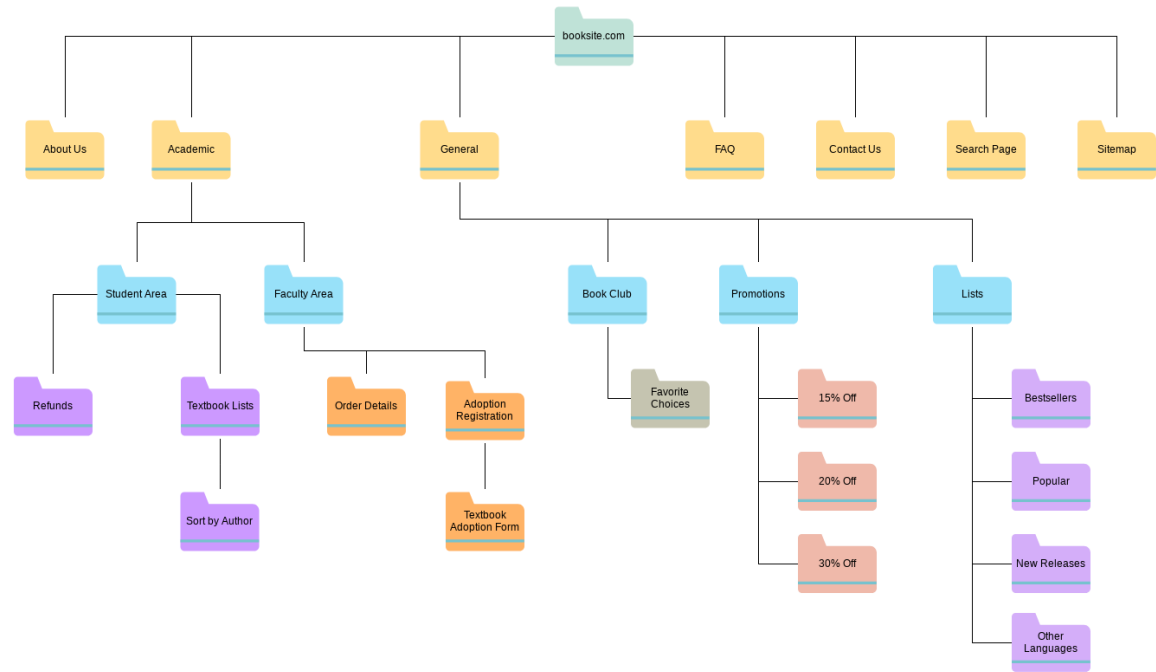 booksite.com
About Us
Academic
General
FAQ
Contact Us
Search Page
Sitemap
Student Area
Faculty Area
Book Club
Promotions
Lists
Refunds
Textbook Lists
Order Details
Adoption
Registration
Favorite
Choices
15% Off
Bestsellers
20% Off
Popular
Sort by Author
Textbook
Adoption Form
30% Off
New Releases
Other
Languages